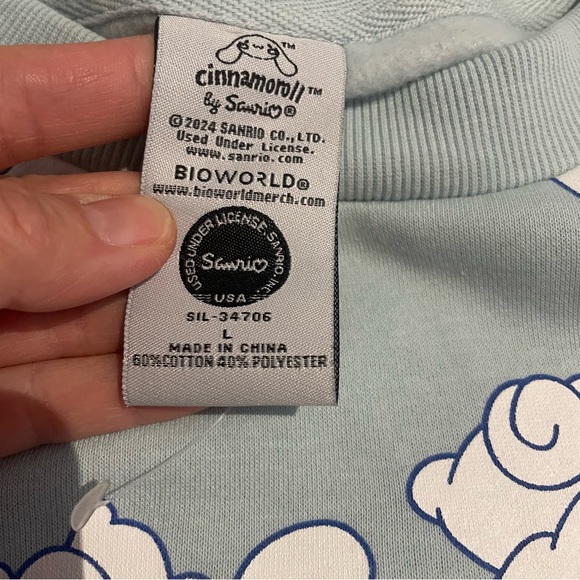 cinnamoroll™
by Sanrio®
©2024 SANRIO CO., LTD.
Used Under License.
www.sanrio.com
BIOWORLD®
www.bioworldmerch.com
USED UNDER LICENSE, SANRIO, INC.
Sanrio
USA
SIL-34706
L
MADE IN CHINA
60%COTTON 40% POLYESTER